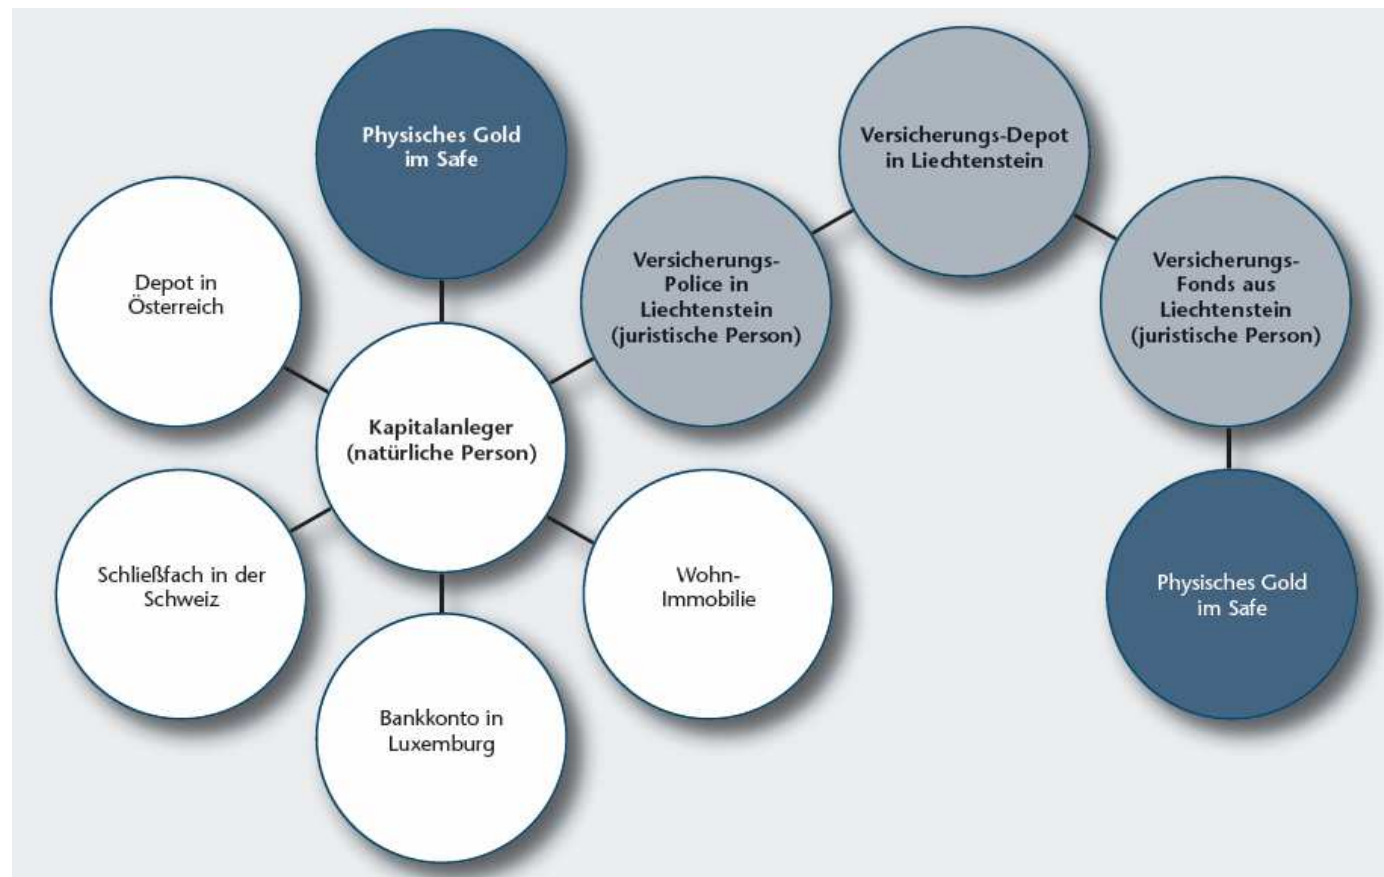 Physisches Gold
im Safe
Versicherungs-Depot
in Liechtenstein
Depot in
Österreich
Versicherungs-
Police in
Liechtenstein
(juristische Person)
Versicherungs-
Fonds aus
Liechtenstein
(juristische Person)
Kapitalanleger
(natürliche Person)
Schließfach in der
Schweiz
Wohn-
Immobilie
Physisches Gold
im Safe
Bankkonto in
Luxemburg